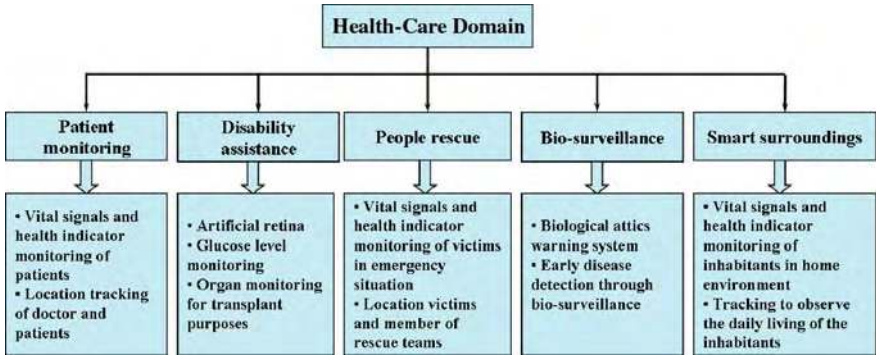 Health-Care Domain
Patient
monitoring
Disability
assistance
People rescue
Bio-surveillance
Smart surroundings
• Vital signals and
health indicator
monitoring of
patients
• Location tracking
of doctor and
patients
• Artificial retina
• Glucose level
monitoring
• Organ monitoring
for transplant
purposes
• Vital signals and
health indicator
monitoring of victims
in emergency
situation
• Location victims
and member of
rescue teams
• Biological attics
warning system
• Early disease
detection through
bio-surveillance
• Vital signals and
health indicator
monitoring of
inhabitants in home
environment
• Tracking to observe
the daily living of the
inhabitants